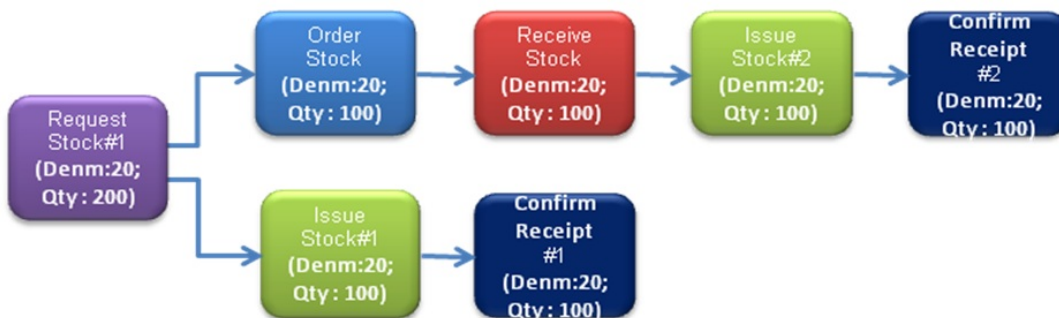 Request
Stock#1
(Denm:20;
Qty : 200)
Order
Stock
(Denm:20;
Qty : 100)
Receive
Stock
(Denm:20;
Qty : 100)
Issue
Stock#2
(Denm:20;
Qty : 100)
Confirm
Receipt
#2
(Denm:20;
Qty : 100)
Issue
Stock#1
(Denm:20;
Qty : 100)
Confirm
Receipt
#1
(Denm:20;
Qty : 100)